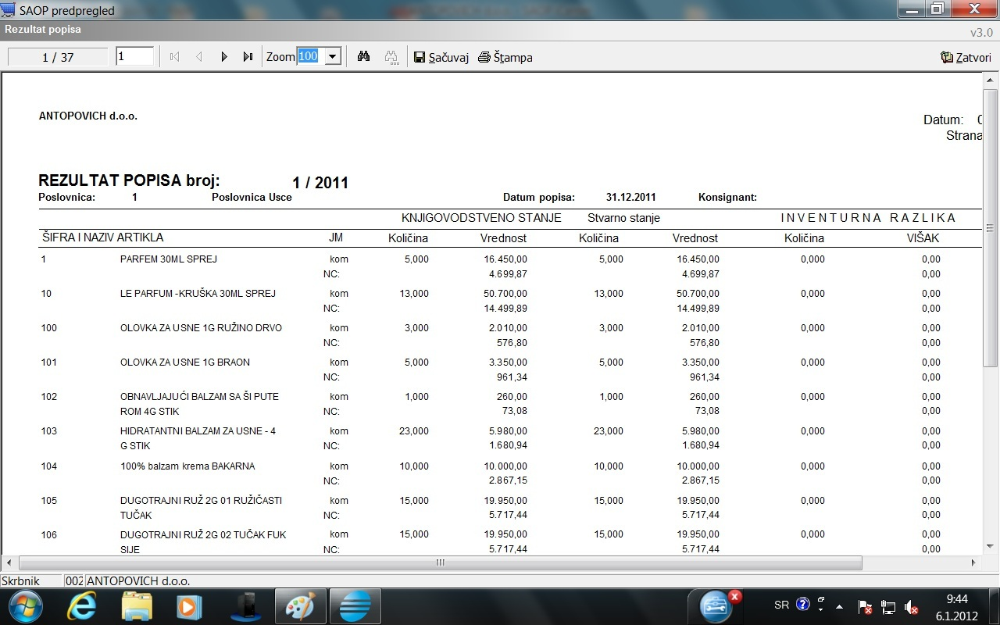 SAOP predpregled
Rezultat popisa
v3.0
1 / 37 1 Zoom 100 Sačuvaj Štampa Zatvori
ANTOPOVICH d.o.o.
Datum: 0
Strana
REZULTAT POPISA broj: 1 / 2011
Poslovnica: 1 Poslovnica Usce Datum popisa: 31.12.2011 Konsignant:
KNJIGOVODSTVENO STANJE Stvarno stanje INVENTURNA RAZLIKA
ŠIFRA I NAZIV ARTIKLA JM Količina Vrednost Količina Vrednost Količina VIŠAK
1 PARFEM 30ML SPREJ kom 5,000 16.450,00 5,000 16.450,00 0,000 0,00
NC: 4.699,87 4.699,87 0,00
10 LE PARFUM -KRUŠKA 30ML SPREJ kom 13,000 50.700,00 13,000 50.700,00 0,000 0,00
NC: 14.499,89 14.499,89 0,00
100 OLOVKA ZA USNE 1G RUŽINO DRVO kom 3,000 2.010,00 3,000 2.010,00 0,000 0,00
NC: 576,80 576,80 0,00
101 OLOVKA ZA USNE 1G BRAON kom 5,000 3.350,00 5,000 3.350,00 0,000 0,00
NC: 961,34 961,34 0,00
102 OBNAVLJAJUĆI BALZAM SA ŠI PUTE kom 1,000 260,00 1,000 260,00 0,000 0,00
ROM 4G STIK NC: 73,08 73,08 0,00
103 HIDRATANTNI BALZAM ZA USNE - 4 kom 23,000 5.980,00 23,000 5.980,00 0,000 0,00
G STIK NC: 1.680,94 1.680,94 0,00
104 100% balzam krema BAKARNA kom 10,000 10.000,00 10,000 10.000,00 0,000 0,00
NC: 2.867,15 2.867,15 0,00
105 DUGOTRAJNI RUŽ 2G 01 RUŽIČASTI kom 15,000 19.950,00 15,000 19.950,00 0,000 0,00
TUČAK NC: 5.717,44 5.717,44 0,00
106 DUGOTRAJNI RUŽ 2G 02 TUČAK FUK kom 15,000 19.950,00 15,000 19.950,00 0,000 0,00
SIJE NC: 5.717,44 5.717,44 0,00
Skrbnik 002 ANTOPOVICH d.o.o.
SR 9:44
6.1.2012